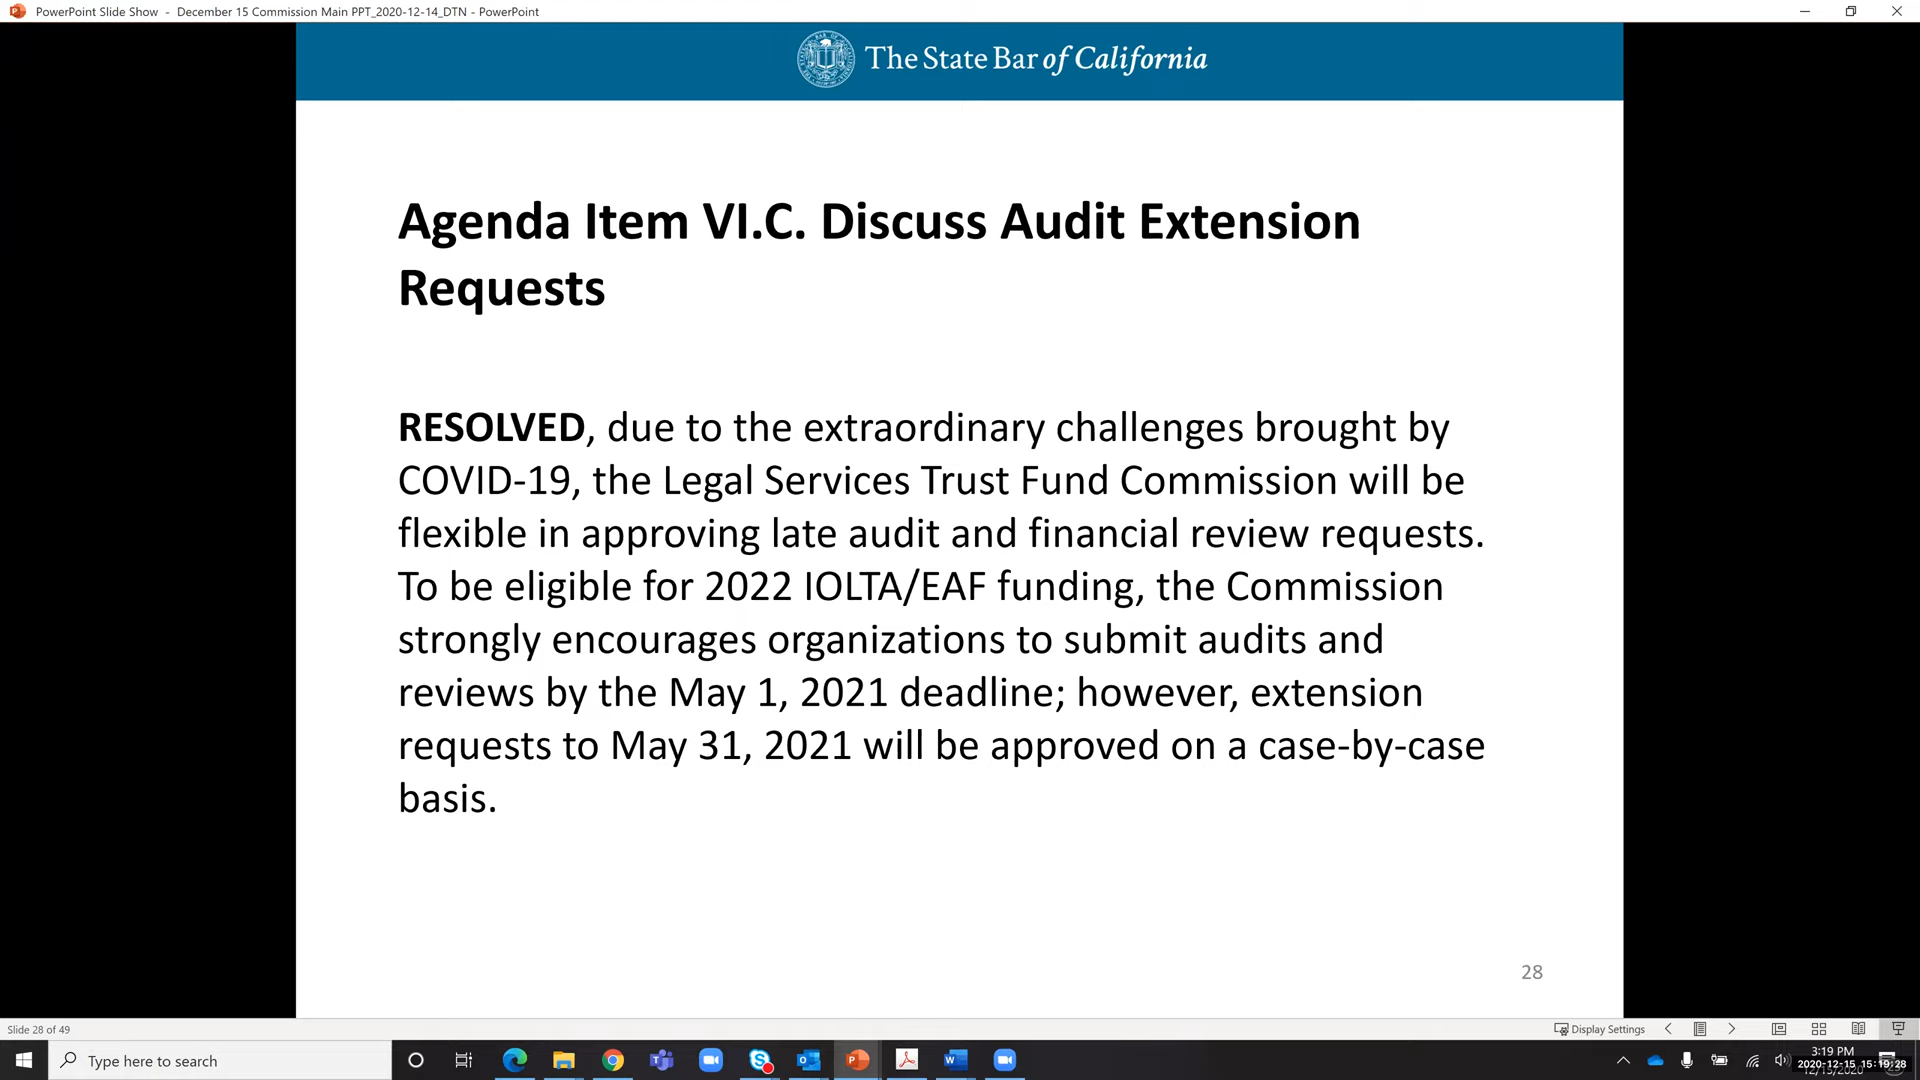 PowerPoint Slide Show - December 15 Commission Main PPT_2020-12-14_DTN - PowerPoint
The State Bar of California
Agenda Item VI.C. Discuss Audit Extension
Requests
RESOLVED, due to the extraordinary challenges brought by
COVID-19, the Legal Services Trust Fund Commission will be
flexible in approving late audit and financial review requests.
To be eligible for 2022 IOLTA/EAF funding, the Commission
strongly encourages organizations to submit audits and
reviews by the May 1, 2021 deadline; however, extension
requests to May 31, 2021 will be approved on a case-by-case
basis.
28
Slide 28 of 49
Display Settings
Type here to search
3:19 PM
2020-12-15 15:19:28